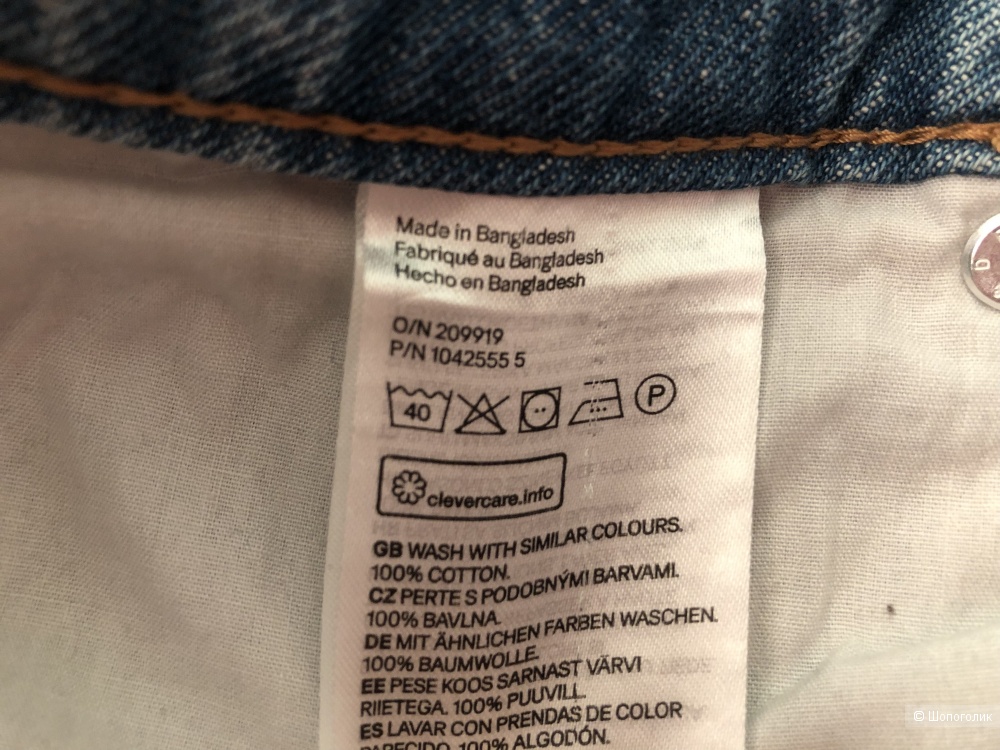 Made in Bangladesh
Fabriqué au Bangladesh
Hecho en Bangladesh
O/N 209919
P/N 1042555 5
40
P
clevercare.info
GB WASH WITH SIMILAR COLOURS.
100% COTTON.
CZ PERTE S PODOBNÝMI BARVAMI.
100% BAVLNA.
DE MIT ÄHNLICHEN FARBEN WASCHEN.
100% BAUMWOLLE.
EE PESE KOOS SARNAST VÄRVI
RIIETEGA. 100% PUUVILL.
ES LAVAR CON PRENDAS DE COLOR
PARECIDO. 100% ALGODÓN.
© Шопоголик